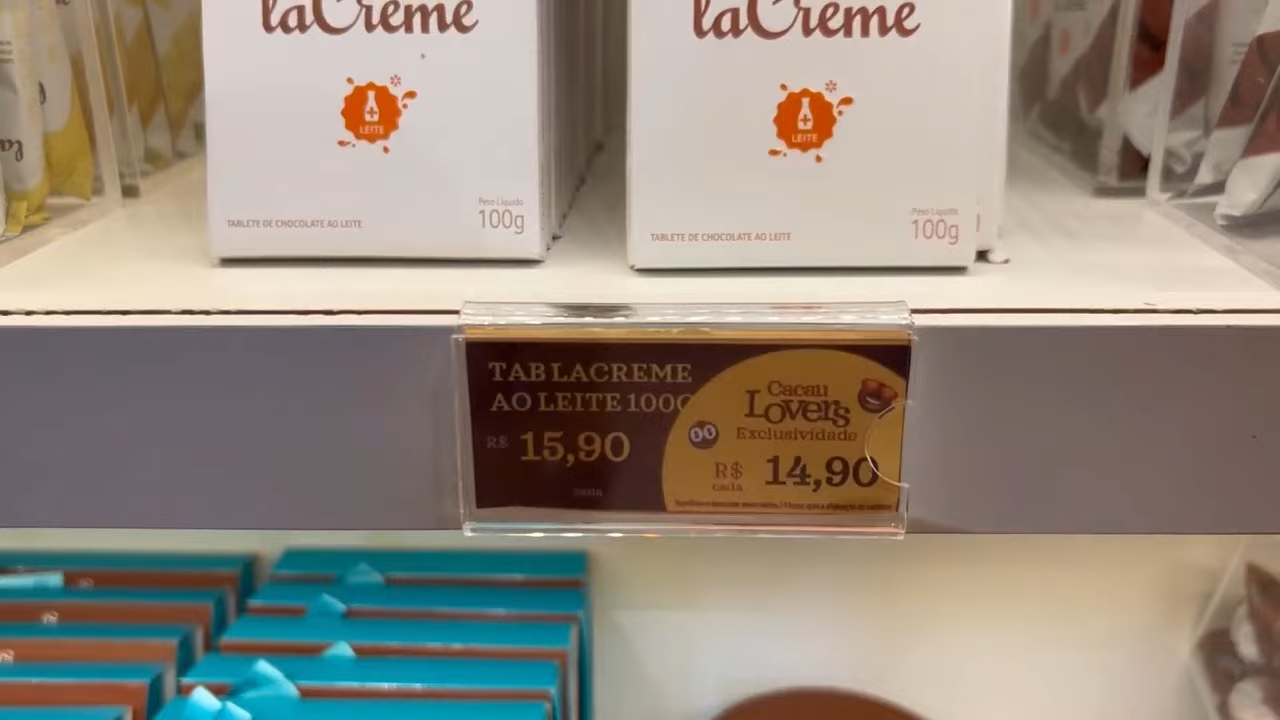 laCreme
laCreme
LEITE
LEITE
Peso Líquido
100g
TABLETE DE CHOCOLATE AO LEITE
Peso Líquido
100g
TABLETE DE CHOCOLATE AO LEITE
TAB LACREME
AO LEITE 100G
R$ 15,90
cada
Cacau
Lovers
Exclusividade
R$ 14,90
cada